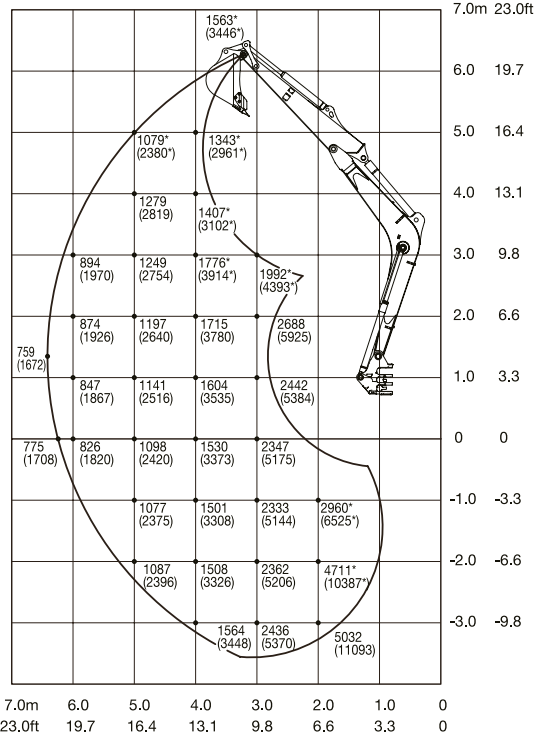 7.0m 23.0ft
1563*
(3446*)
6.0 19.7
1079* 1343*
(2380*) (2961*)
5.0 16.4
1279 1407*
(2819) (3102*)
4.0 13.1
894 1249 1776* 1992*
(1970) (2754) (3914*) (4393*)
3.0 9.8
874 1197 1715 2688
(1926) (2640) (3780) (5925)
2.0 6.6
759
(1672)
847 1141 1604 2442
(1867) (2516) (3535) (5384)
1.0 3.3
775 826 1098 1530 2347
(1708) (1820) (2420) (3373) (5175)
0 0
1077 1501 2333 2960*
(2375) (3308) (5144) (6525*)
-1.0 -3.3
1087 1508 2362 4711*
(2396) (3326) (5206) (10387*)
-2.0 -6.6
1564 2436 5032
(3448) (5370) (11093)
-3.0 -9.8
7.0m 6.0 5.0 4.0 3.0 2.0 1.0 0
23.0ft 19.7 16.4 13.1 9.8 6.6 3.3 0